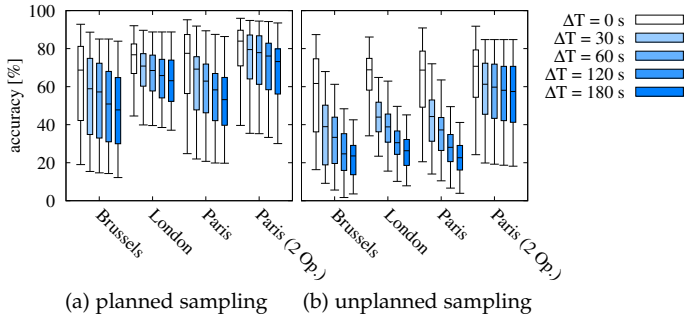 100
80
60
40
20
0
accuracy [%]
Brussels
London
Paris
Paris (2 Op.)
Brussels
London
Paris
Paris (2 Op.)
ΔT = 0 s
ΔT = 30 s
ΔT = 60 s
ΔT = 120 s
ΔT = 180 s
(a) planned sampling
(b) unplanned sampling